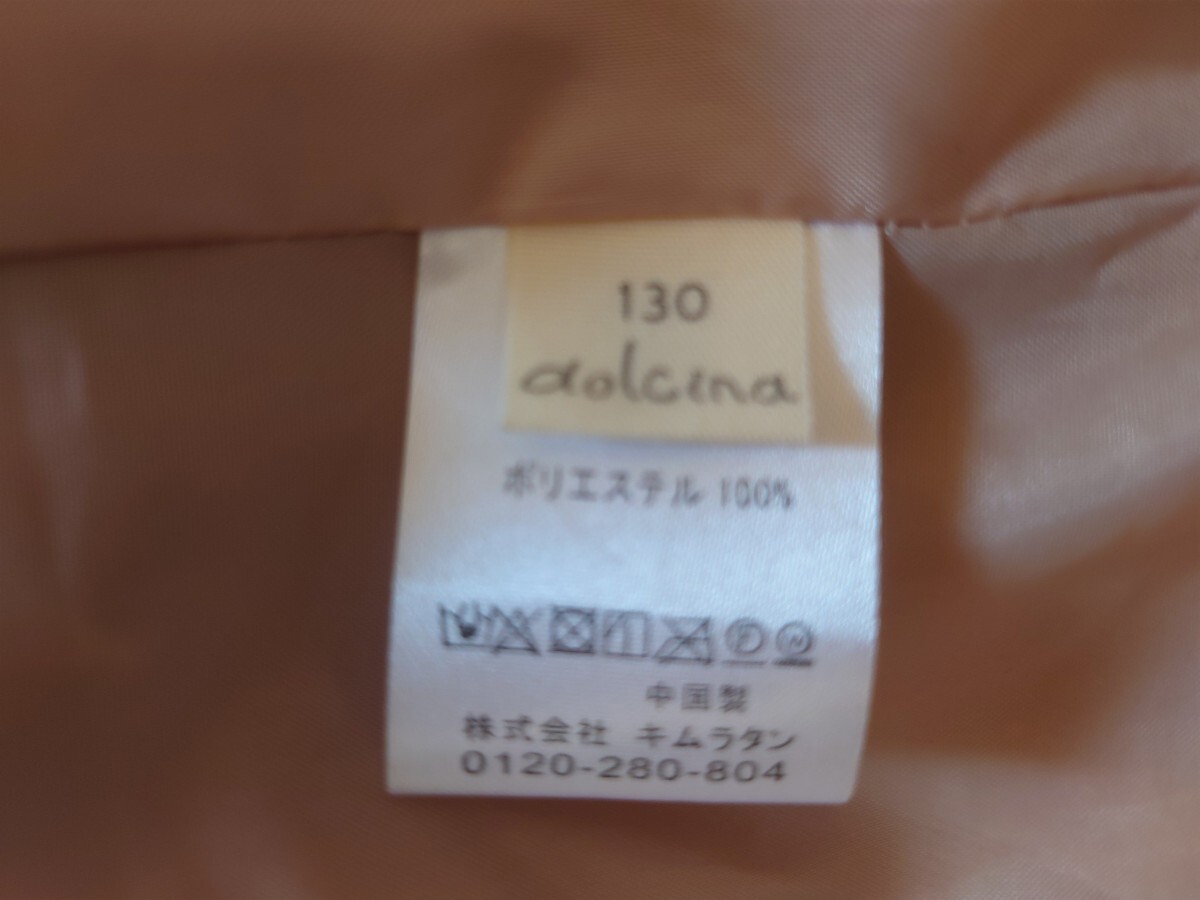 130
dolcina
ポリエステル 100%
中国製
株式会社 キムラタン
0120-280-804